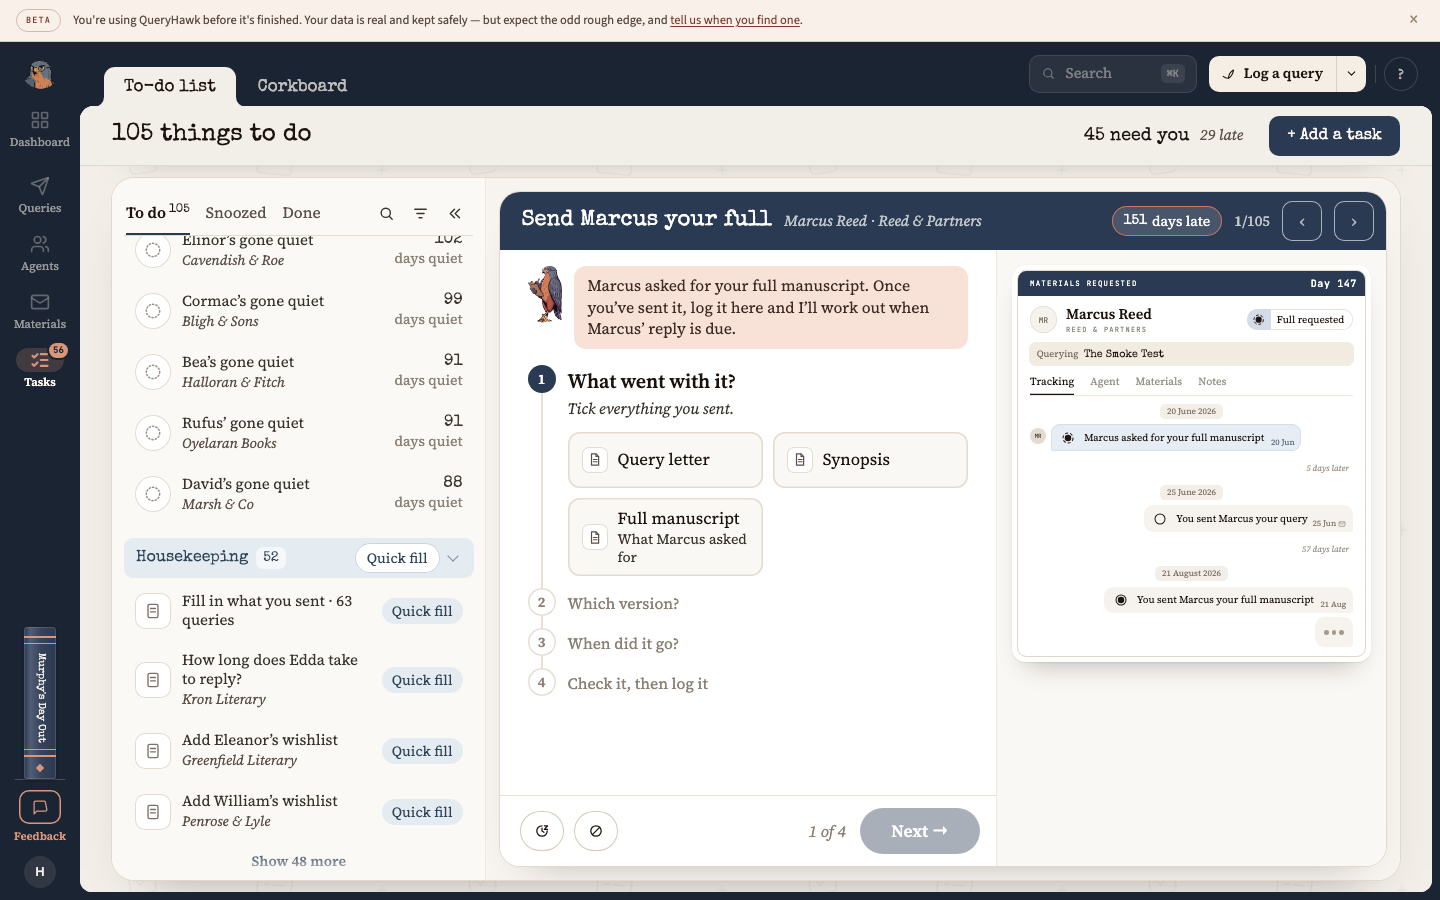 BETA
You're using QueryHawk before it's finished. Your data is real and kept safely — but expect the odd rough edge, and tell us when you find one.
×
To-do list
Corkboard
Search
⌘K
Log a query
?
Dashboard
Queries
Agents
Materials
56
Tasks
Murphy's Day Out
Feedback
H
105 things to do
45 need you
29 late
+ Add a task
To do 105
Snoozed
Done
Elinor's gone quiet
102
Cavendish & Roe
days quiet
Cormac's gone quiet
99
Bligh & Sons
days quiet
Bea's gone quiet
91
Halloran & Fitch
days quiet
Rufus' gone quiet
91
Oyelaran Books
days quiet
David's gone quiet
88
Marsh & Co
days quiet
Housekeeping
52
Quick fill
Fill in what you sent · 63
queries
Quick fill
How long does Edda take
to reply?
Kron Literary
Quick fill
Add Eleanor's wishlist
Greenfield Literary
Quick fill
Add William's wishlist
Penrose & Lyle
Quick fill
Show 48 more
Send Marcus your full
Marcus Reed · Reed & Partners
151 days late
1/105
‹
›
Marcus asked for your full manuscript. Once
you've sent it, log it here and I'll work out when
Marcus' reply is due.
1
What went with it?
Tick everything you sent.
Query letter
Synopsis
Full manuscript
What Marcus asked
for
2
Which version?
3
When did it go?
4
Check it, then log it
1 of 4
Next →
MATERIALS REQUESTED
Day 147
MR
Marcus Reed
REED & PARTNERS
Full requested
Querying The Smoke Test
Tracking
Agent
Materials
Notes
20 June 2026
MR
Marcus asked for your full manuscript
20 Jun
5 days later
25 June 2026
You sent Marcus your query
25 Jun
57 days later
21 August 2026
You sent Marcus your full manuscript
21 Aug